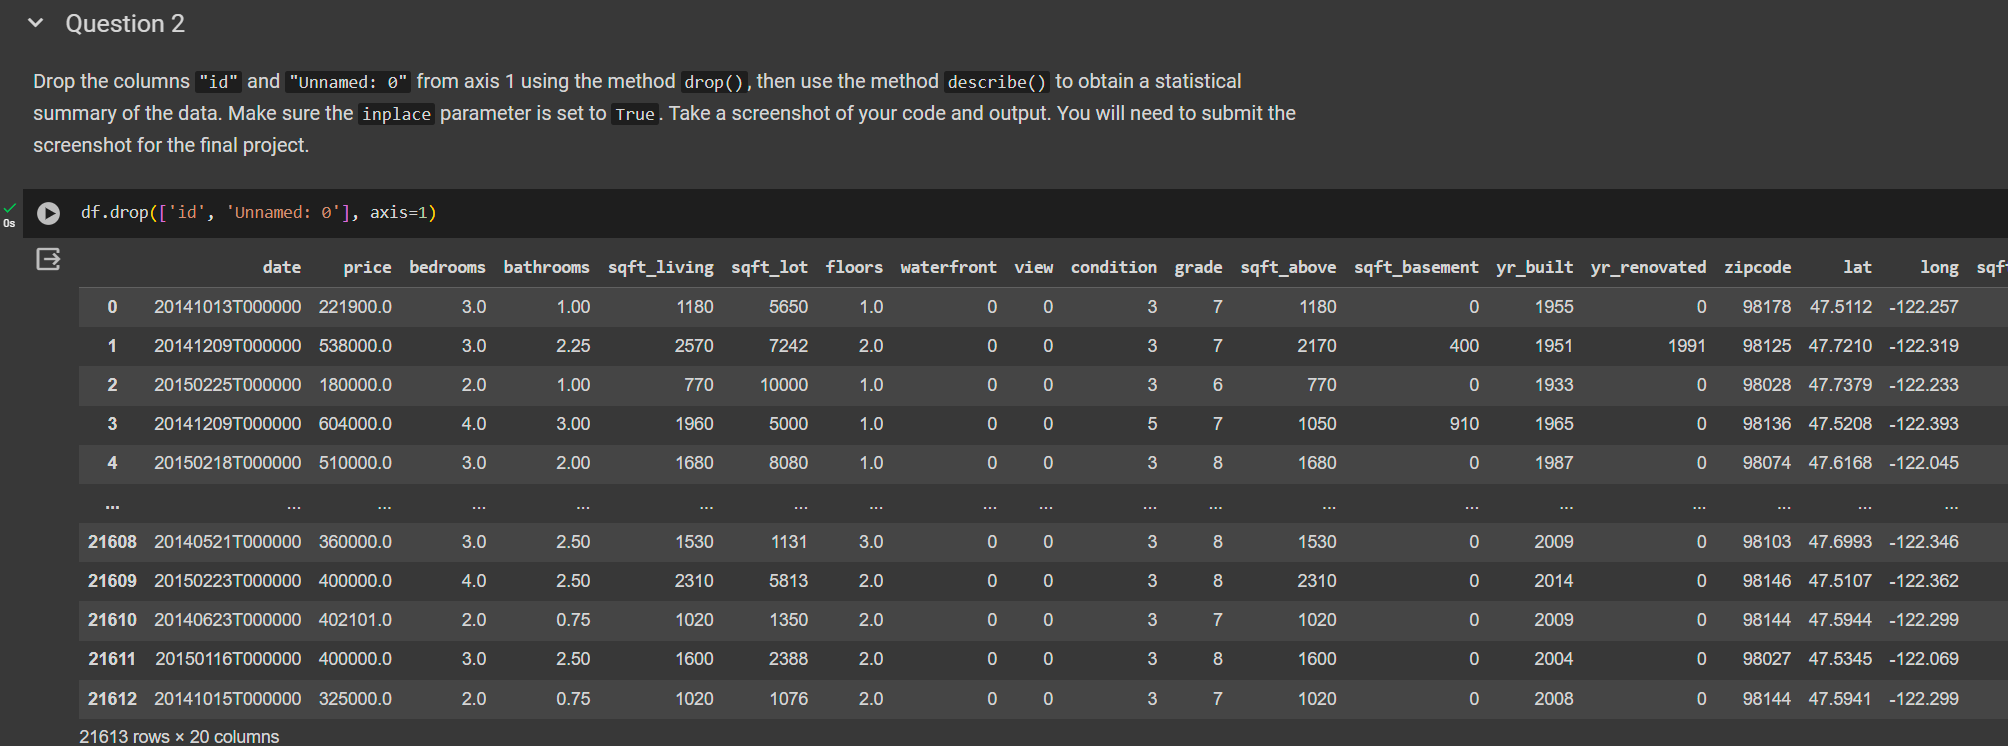 Question 2
Drop the columns "id" and "Unnamed: 0" from axis 1 using the method drop(), then use the method describe() to obtain a statistical
summary of the data. Make sure the inplace parameter is set to True. Take a screenshot of your code and output. You will need to submit the
screenshot for the final project.
0s
df.drop(['id', 'Unnamed: 0'], axis=1)
date price bedrooms bathrooms sqft_living sqft_lot floors waterfront view condition grade sqft_above sqft_basement yr_built yr_renovated zipcode lat long
0 20141013T000000 221900.0 3.0 1.00 1180 5650 1.0 0 0 3 7 1180 0 1955 0 98178 47.5112 -122.257
1 20141209T000000 538000.0 3.0 2.25 2570 7242 2.0 0 0 3 7 2170 400 1951 1991 98125 47.7210 -122.319
2 20150225T000000 180000.0 2.0 1.00 770 10000 1.0 0 0 3 6 770 0 1933 0 98028 47.7379 -122.233
3 20141209T000000 604000.0 4.0 3.00 1960 5000 1.0 0 0 5 7 1050 910 1965 0 98136 47.5208 -122.393
4 20150218T000000 510000.0 3.0 2.00 1680 8080 1.0 0 0 3 8 1680 0 1987 0 98074 47.6168 -122.045
... ... ... ... ... ... ... ... ... ... ... ... ... ... ... ... ... ... ...
21608 20140521T000000 360000.0 3.0 2.50 1530 1131 3.0 0 0 3 8 1530 0 2009 0 98103 47.6993 -122.346
21609 20150223T000000 400000.0 4.0 2.50 2310 5813 2.0 0 0 3 8 2310 0 2014 0 98146 47.5107 -122.362
21610 20140623T000000 402101.0 2.0 0.75 1020 1350 2.0 0 0 3 7 1020 0 2009 0 98144 47.5944 -122.299
21611 20150116T000000 400000.0 3.0 2.50 1600 2388 2.0 0 0 3 8 1600 0 2004 0 98027 47.5345 -122.069
21612 20141015T000000 325000.0 2.0 0.75 1020 1076 2.0 0 0 3 7 1020 0 2008 0 98144 47.5941 -122.299
21613 rows × 20 columns